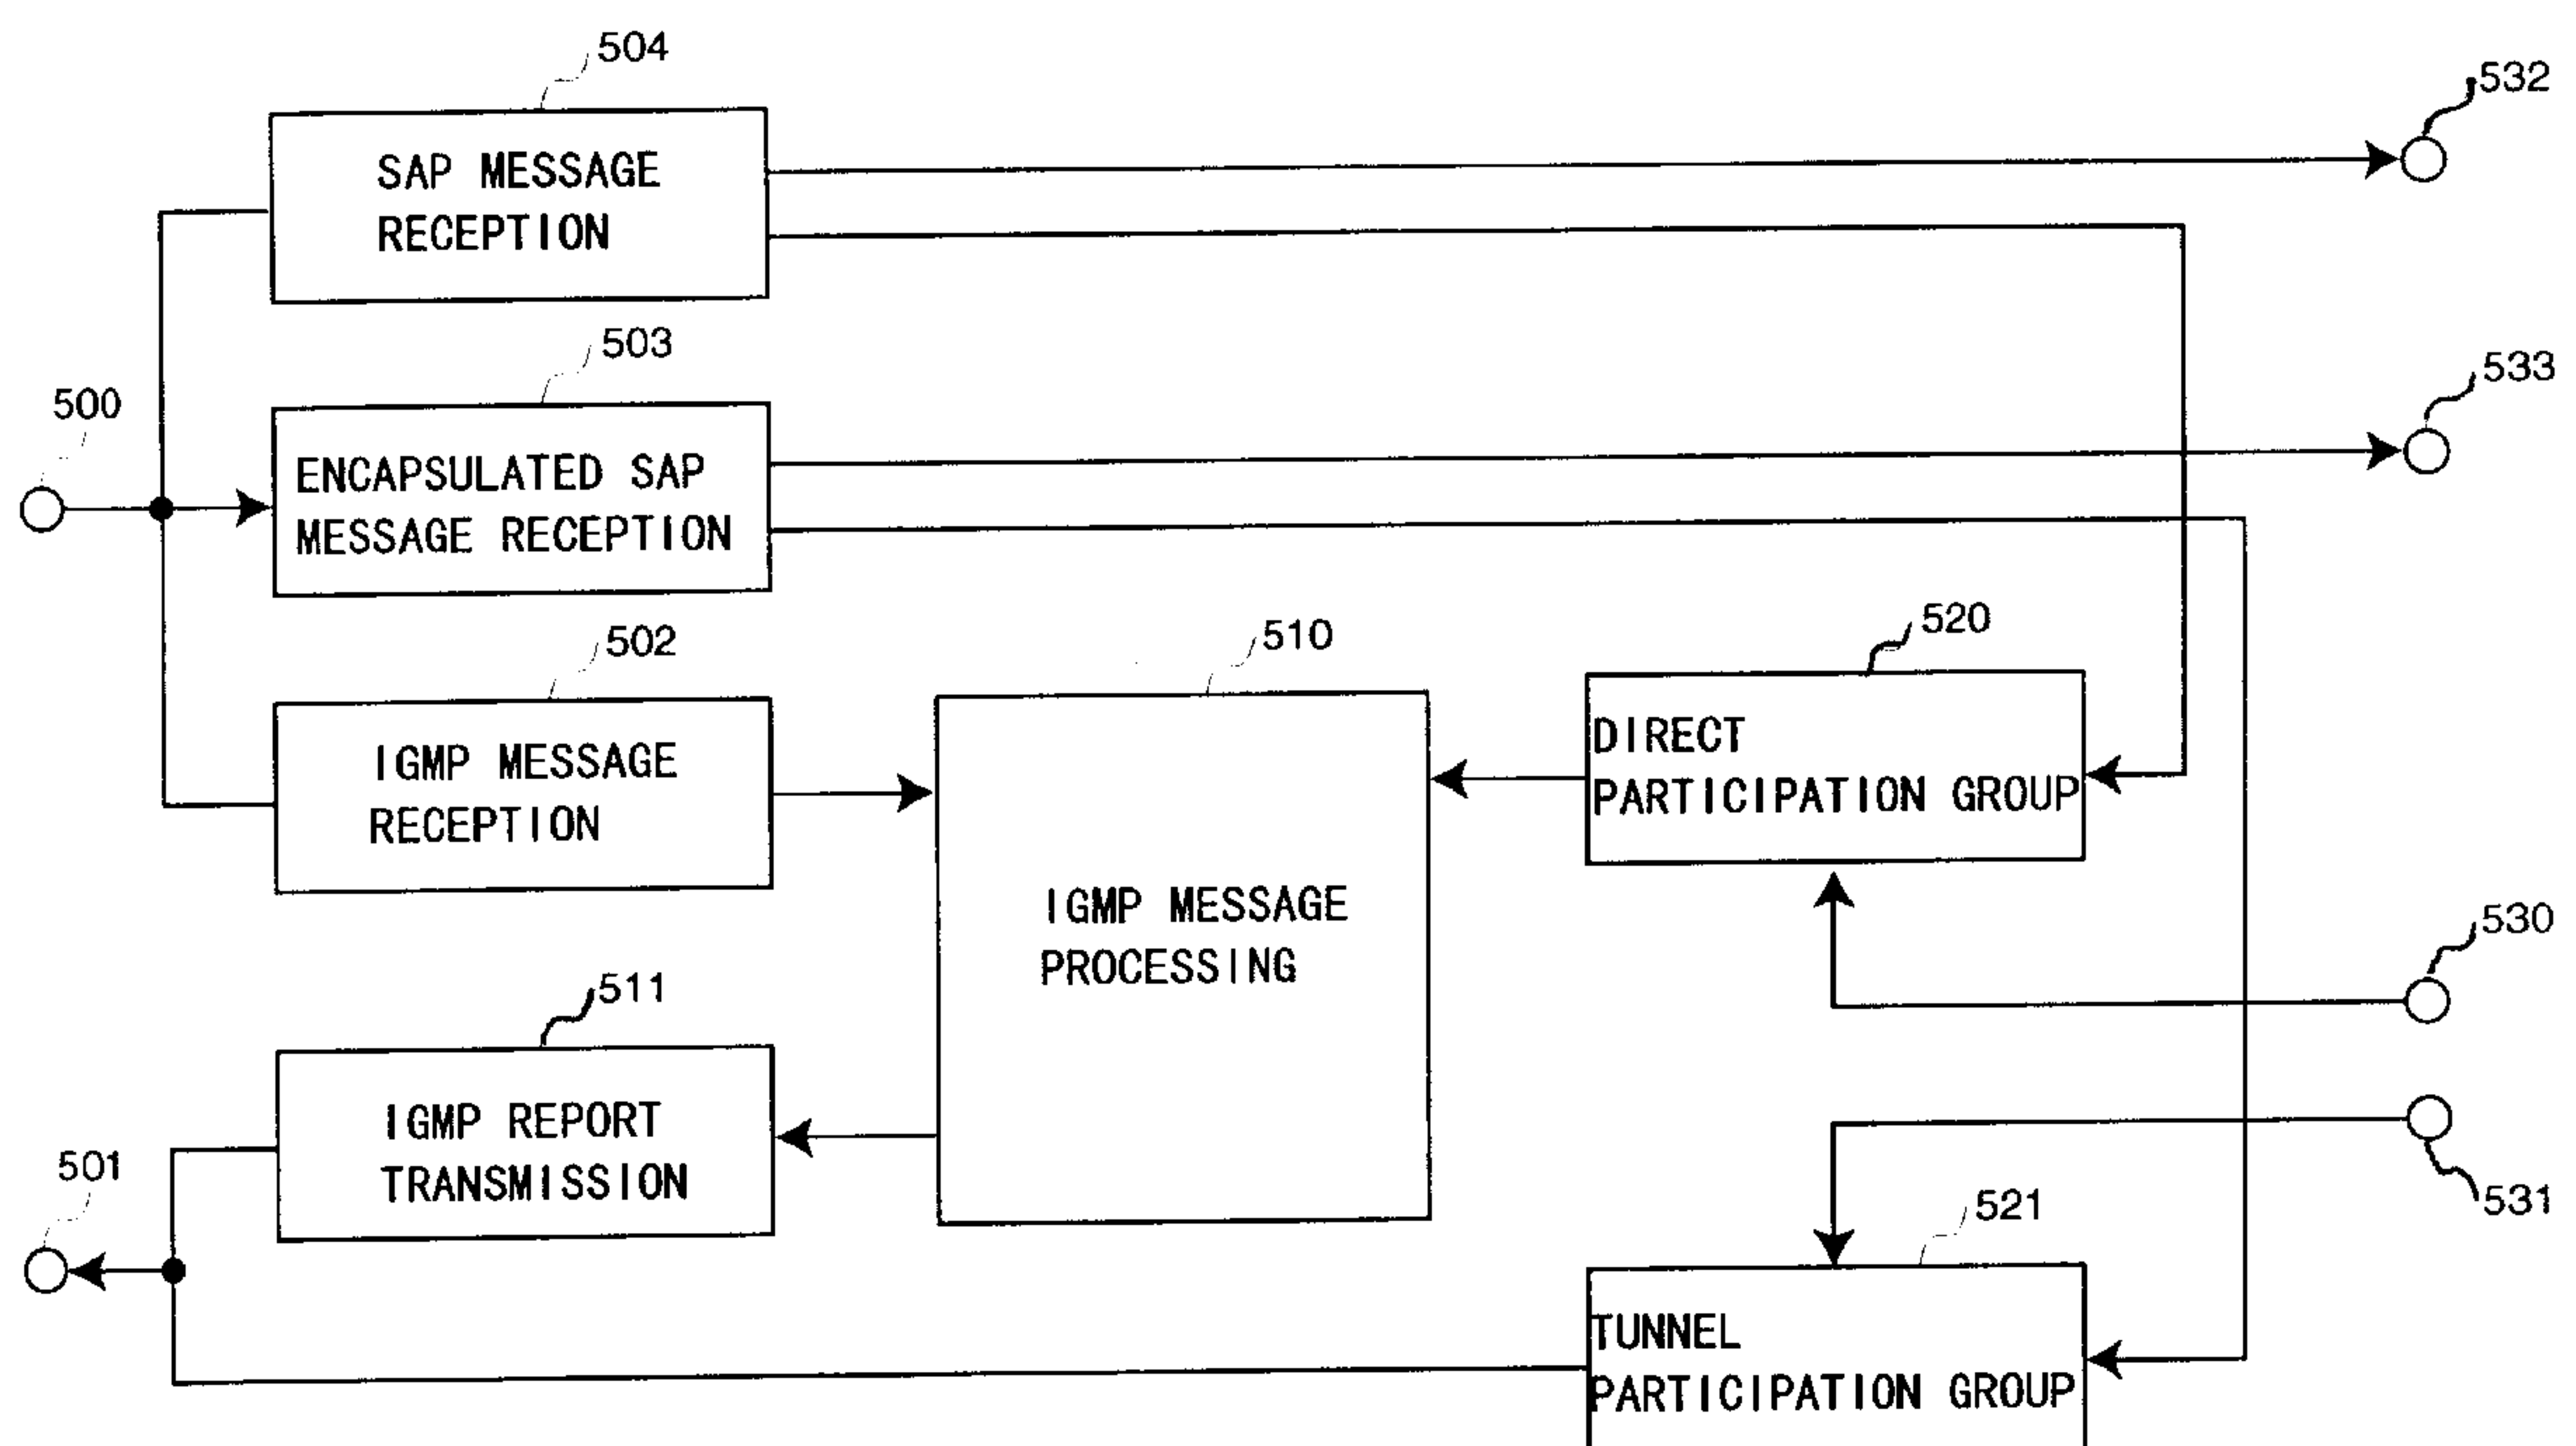 504
532
SAP MESSAGE
RECEPTION
503
533
500
ENCAPSULATED SAP
MESSAGE RECEPTION
502
510
520
IGMP MESSAGE
RECEPTION
DIRECT
PARTICIPATION GROUP
IGMP MESSAGE
PROCESSING
530
511
IGMP REPORT
TRANSMISSION
501
531
521
TUNNEL
PARTICIPATION GROUP